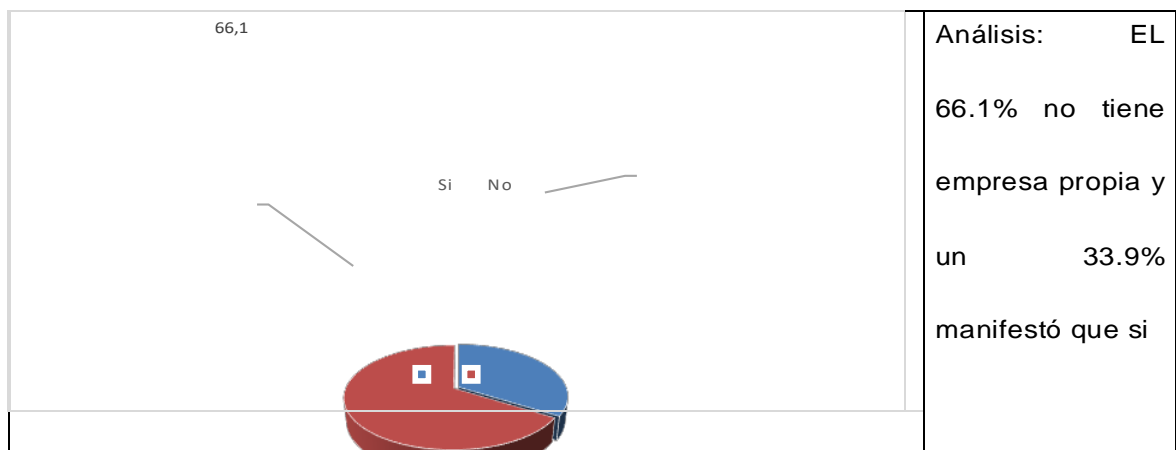 66,1
Si No
Análisis: EL
66.1% no tiene
empresa propia y
un 33.9%
manifestó que si